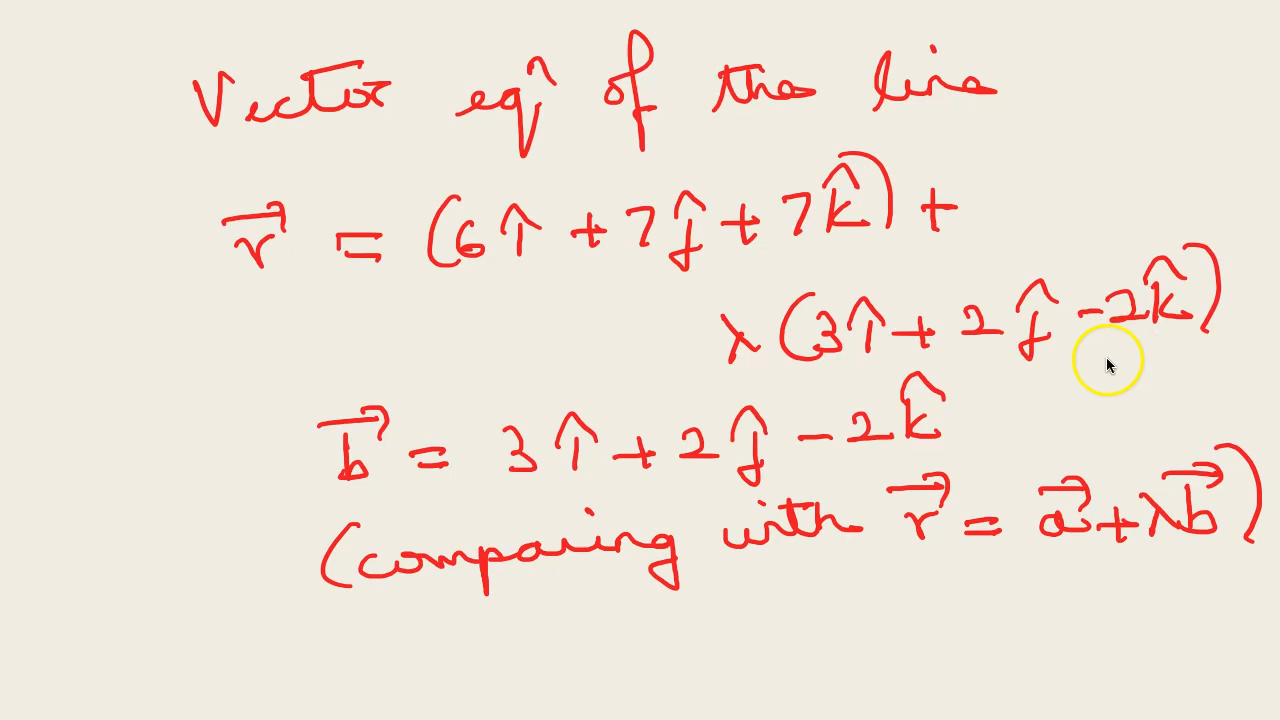 Vector eqⁿ of the line
r⃗ = (6î + 7ĵ + 7k̂) +
λ(3î + 2ĵ - 2k̂)
b⃗ = 3î + 2ĵ - 2k̂
(comparing with r⃗ = a⃗ + λb⃗)